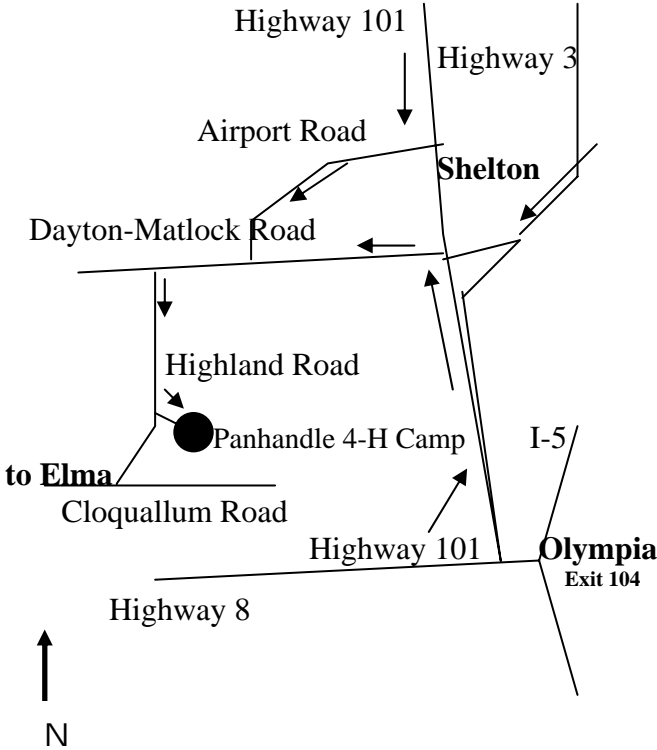 Highway 101
Highway 3
Airport Road
Shelton
Dayton-Matlock Road
Highland Road
Panhandle 4-H Camp
I-5
to Elma
Cloquallum Road
Highway 101
Olympia
Exit 104
Highway 8
N